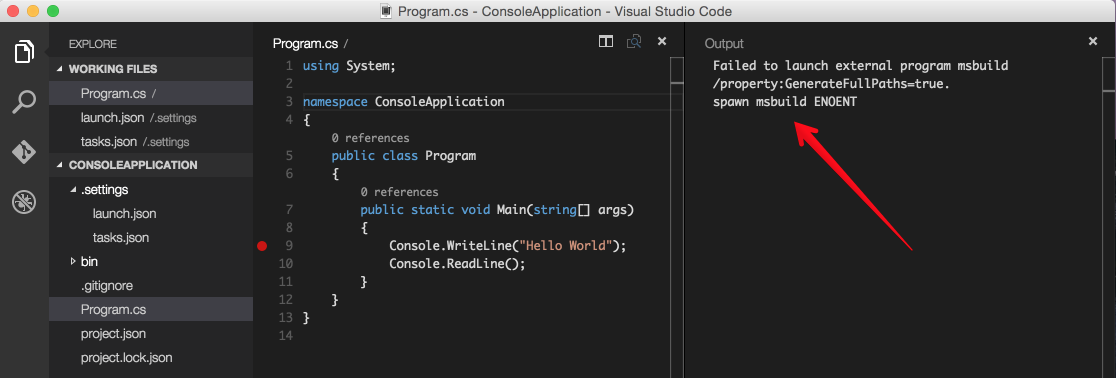 Program.cs - ConsoleApplication - Visual Studio Code
EXPLORE
WORKING FILES
Program.cs /
launch.json /.settings
tasks.json /.settings
CONSOLEAPPLICATION
.settings
launch.json
tasks.json
bin
.gitignore
Program.cs
project.json
project.lock.json
Program.cs /
1 using System;
2
3 namespace ConsoleApplication
4 {
0 references
5 public class Program
6 {
0 references
7 public static void Main(string[] args)
8 {
9 Console.WriteLine("Hello World");
10 Console.ReadLine();
11 }
12 }
13 }
14
Output
Failed to launch external program msbuild
/property:GenerateFullPaths=true.
spawn msbuild ENOENT